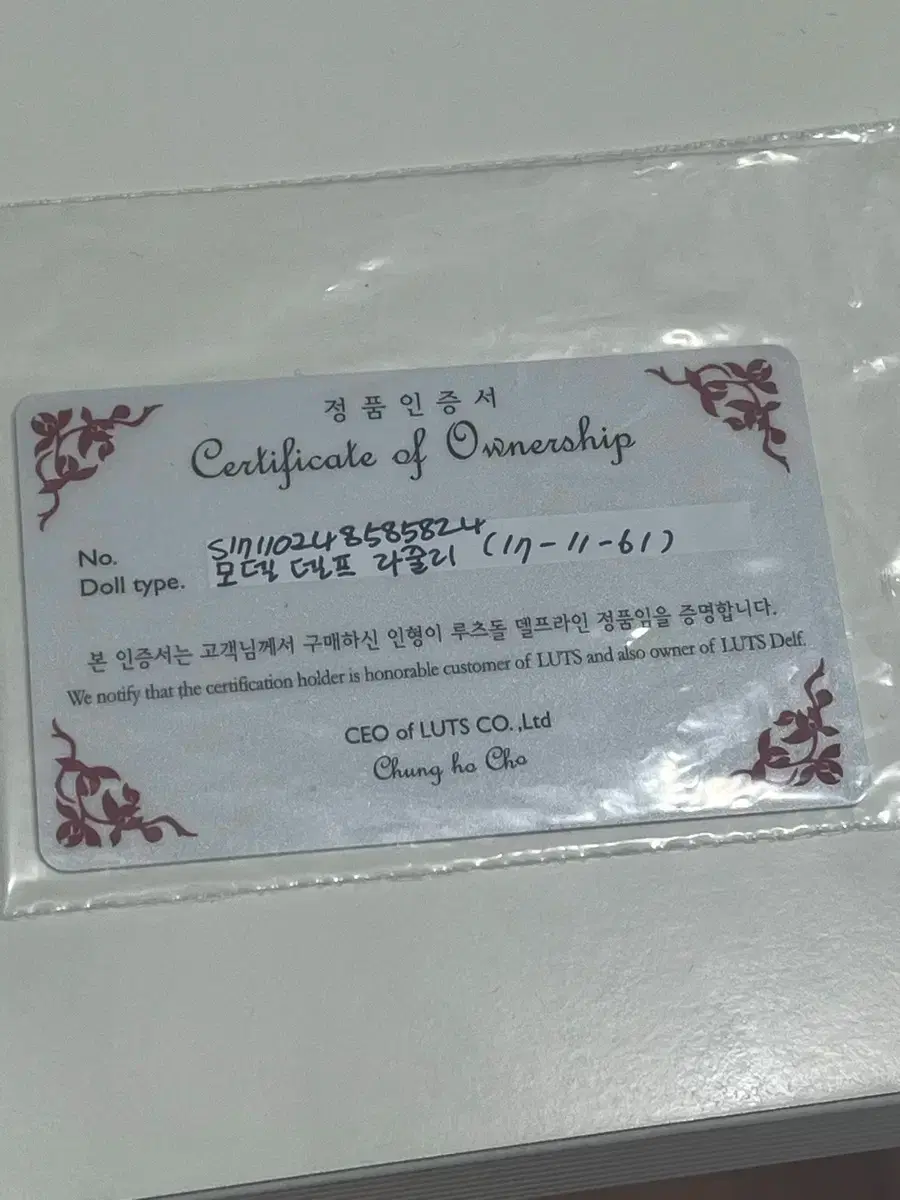 정품인증서
Certificate of Ownership
No. S17110248585824
Doll type. 모델 델프 라줄리 (17-11-61)
본 인증서는 고객님께서 구매하신 인형이 루츠돌 델프라인 정품임을 증명합니다.
We notify that the certification holder is honorable customer of LUTS and also owner of LUTS Delf.
CEO of LUTS CO.,Ltd
Chung ho Cho